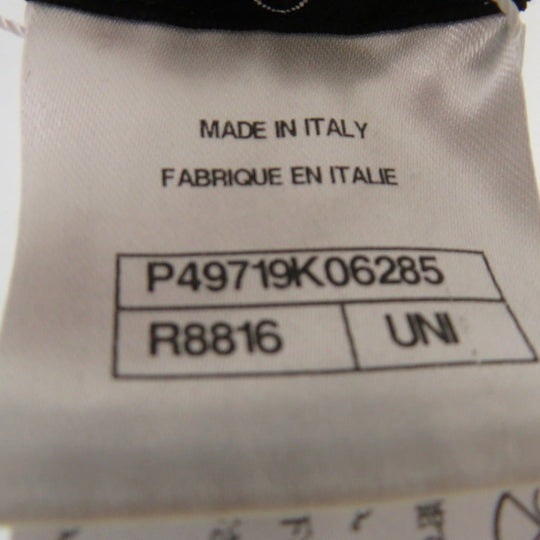 MADE IN ITALY
FABRIQUE EN ITALIE
P49719K06285
R8816 UNI